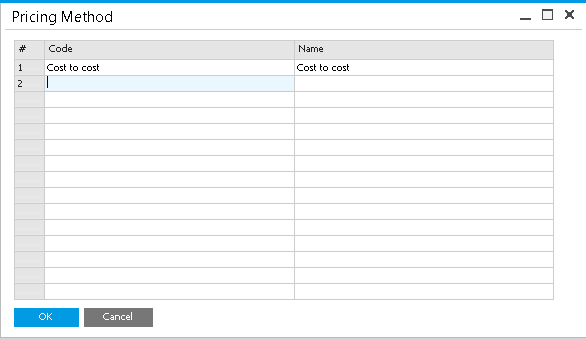 Pricing Method
# Code Name
1 Cost to cost Cost to cost
2
OK Cancel